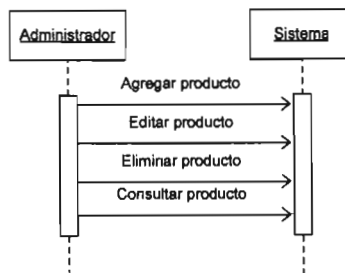 Administrador
Sistema
Agregar producto
Editar producto
Eliminar producto
Consultar producto